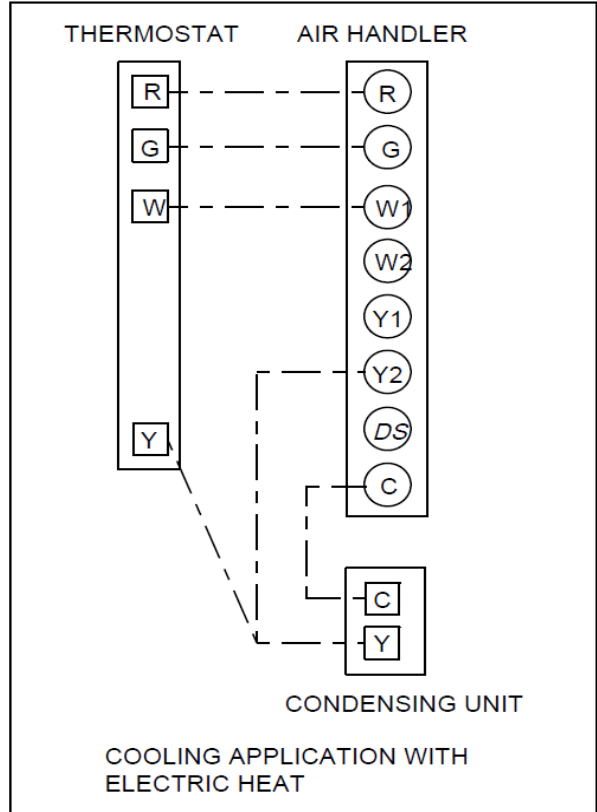 THERMOSTAT AIR HANDLER
R R
G G
W W1
W2
Y1
Y2
Y DS
C
C
Y
CONDENSING UNIT
COOLING APPLICATION WITH
ELECTRIC HEAT